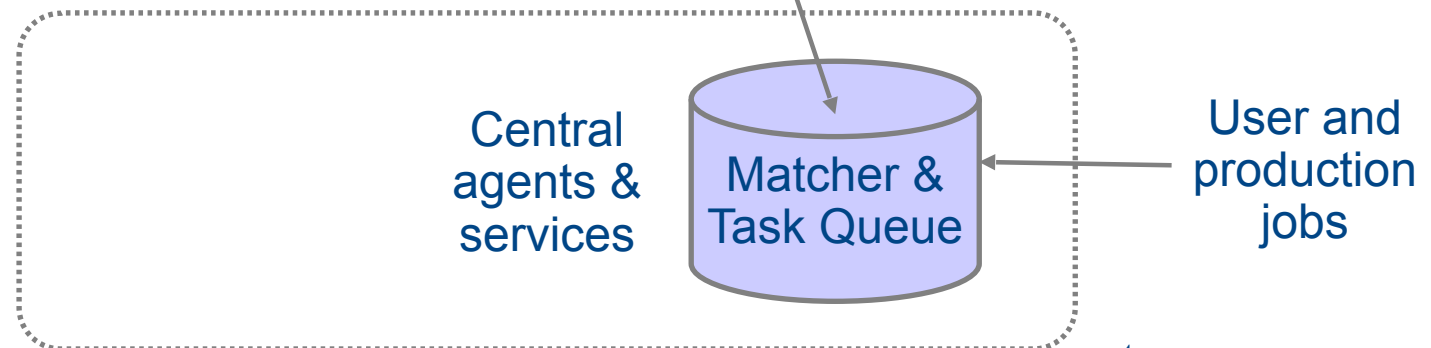 Central
agents &
services
Matcher &
Task Queue
User and
production
jobs